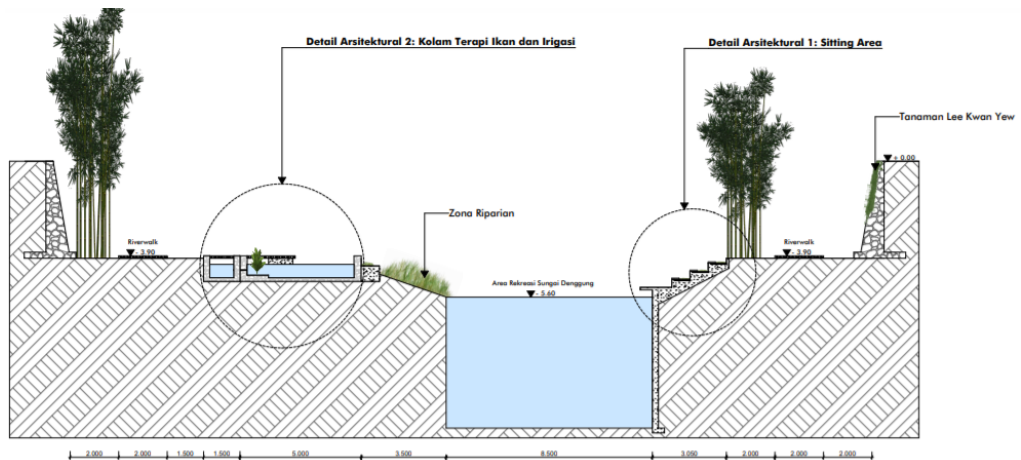 Detail Arsitektural 2: Kolam Terapi Ikan dan Irigasi
Detail Arsitektural 1: Sitting Area
Tanaman Lee Kwan Yew
+ 0.00
Zona Riparian
Riverwalk
- 3.90
Riverwalk
- 3.90
Area Rekreasi Sungai Denggung
- 5.60
2.000 2.000 1.500 1.500 5.000 3.500 8.500 3.050 2.000 2.000 2.000